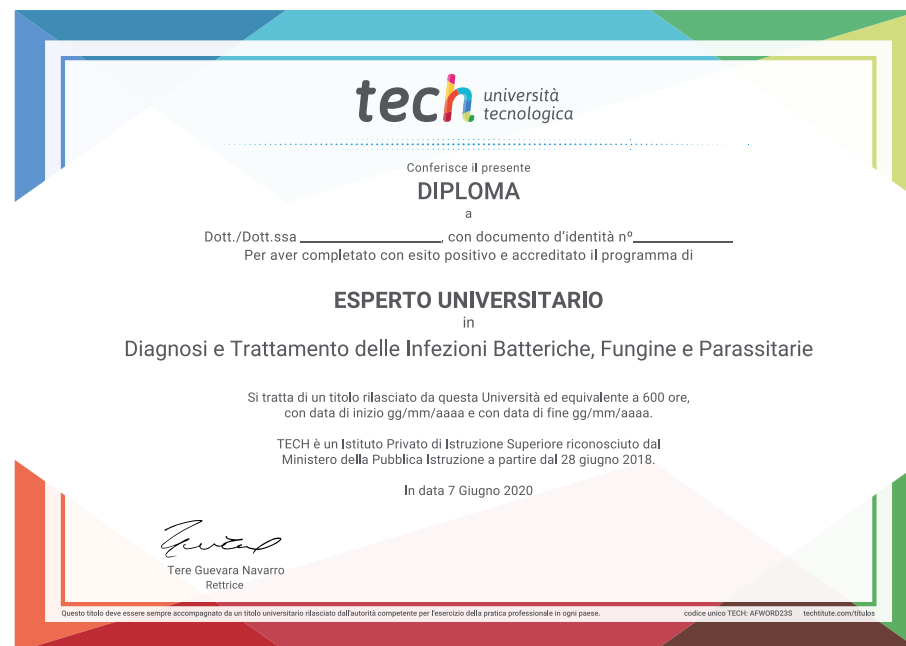 tech università
tecnologica
Conferisce il presente
DIPLOMA
a
Dott./Dott.ssa ____________________, con documento d'identità nº______________
Per aver completato con esito positivo e accreditato il programma di
ESPERTO UNIVERSITARIO
in
Diagnosi e Trattamento delle Infezioni Batteriche, Fungine e Parassitarie
Si tratta di un titolo rilasciato da questa Università ed equivalente a 600 ore,
con data di inizio gg/mm/aaaa e con data di fine gg/mm/aaaa.
TECH è un Istituto Privato di Istruzione Superiore riconosciuto dal
Ministero della Pubblica Istruzione a partire dal 28 giugno 2018.
In data 7 Giugno 2020
Tere Guevara Navarro
Rettrice
Questo titolo deve essere sempre accompagnato da un titolo universitario rilasciato dall'autorità competente per l'esercizio della pratica professionale in ogni paese. codice unico TECH: AFWORD23S techtitute.com/títulos